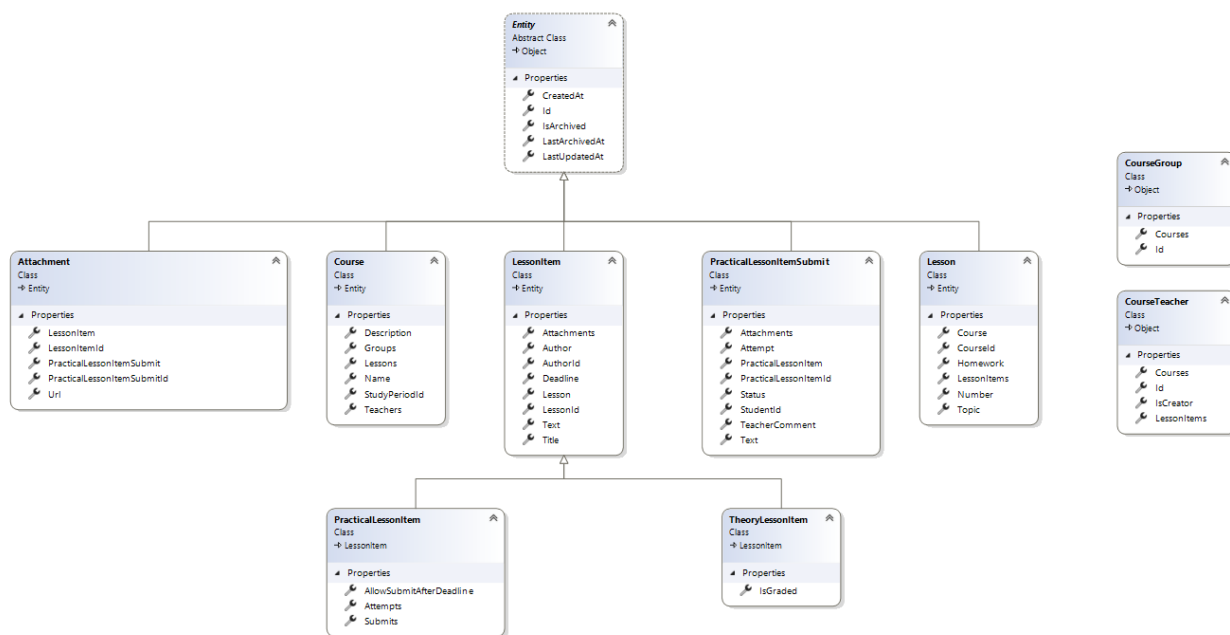 Entity
Abstract Class
Object
Properties
CreatedAt
Id
IsArchived
LastArchivedAt
LastUpdatedAt
CourseGroup
Class
Object
Properties
Courses
Id
Attachment
Class
Entity
Properties
LessonItem
LessonItemId
PracticalLessonItemSubmit
PracticalLessonItemSubmitId
Url
Course
Class
Entity
Properties
Description
Groups
Lessons
Name
StudyPeriodId
Teachers
LessonItem
Class
Entity
Properties
Attachments
Author
AuthorId
Deadline
Lesson
LessonId
Text
Title
PracticalLessonItemSubmit
Class
Entity
Properties
Attachments
Attempt
PracticalLessonItem
PracticalLessonItemId
Status
StudentId
TeacherComment
Text
Lesson
Class
Entity
Properties
Course
CourseId
Homework
LessonItems
Number
Topic
CourseTeacher
Class
Object
Properties
Courses
Id
IsCreator
LessonItems
PracticalLessonItem
Class
LessonItem
Properties
AllowSubmitAfterDeadline
Attempts
Submits
TheoryLessonItem
Class
LessonItem
Properties
IsGraded